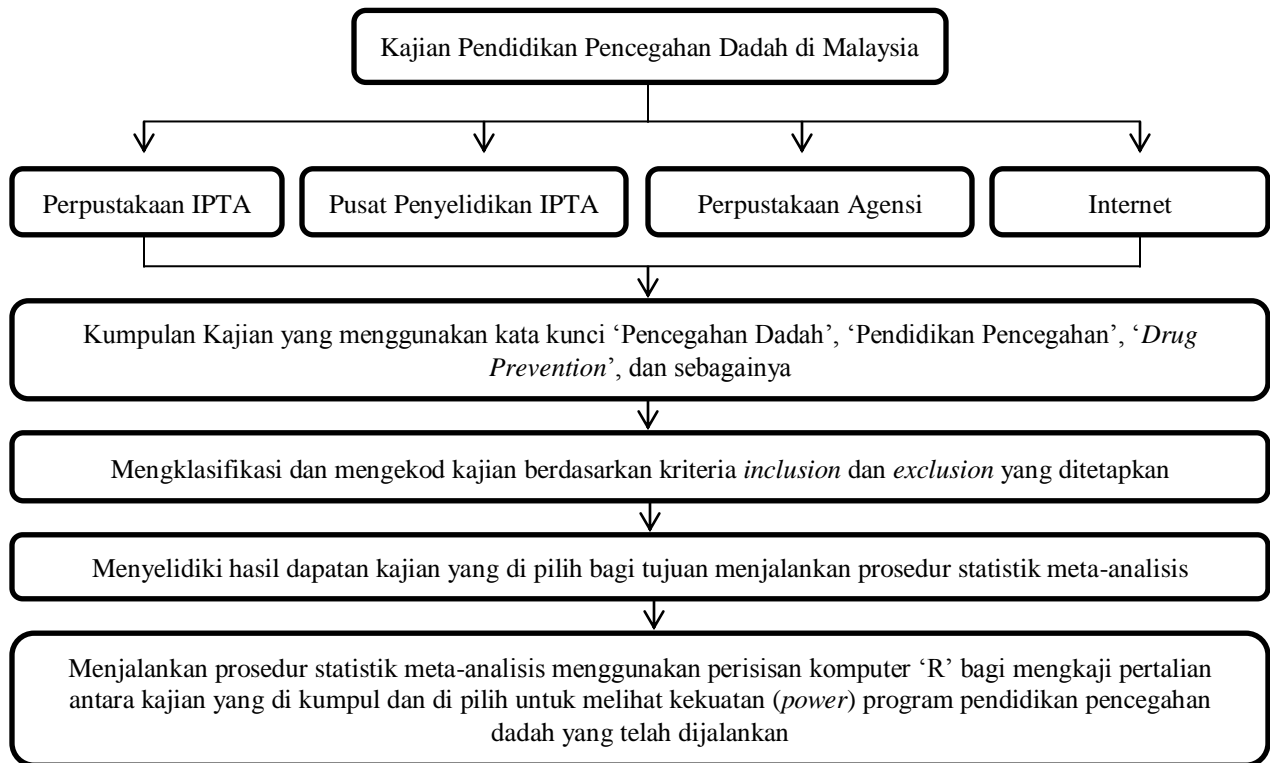 Kajian Pendidikan Pencegahan Dadah di Malaysia
Perpustakaan IPTA
Pusat Penyelidikan IPTA
Perpustakaan Agensi
Internet
Kumpulan Kajian yang menggunakan kata kunci ‘Pencegahan Dadah’, ‘Pendidikan Pencegahan’, ‘Drug
Prevention’, dan sebagainya
Mengklasifikasi dan mengekod kajian berdasarkan kriteria inclusion dan exclusion yang ditetapkan
Menyelidiki hasil dapatan kajian yang di pilih bagi tujuan menjalankan prosedur statistik meta-analisis
Menjalankan prosedur statistik meta-analisis menggunakan perisisan komputer ‘R’ bagi mengkaji pertalian
antara kajian yang di kumpul dan di pilih untuk melihat kekuatan (power) program pendidikan pencegahan
dadah yang telah dijalankan